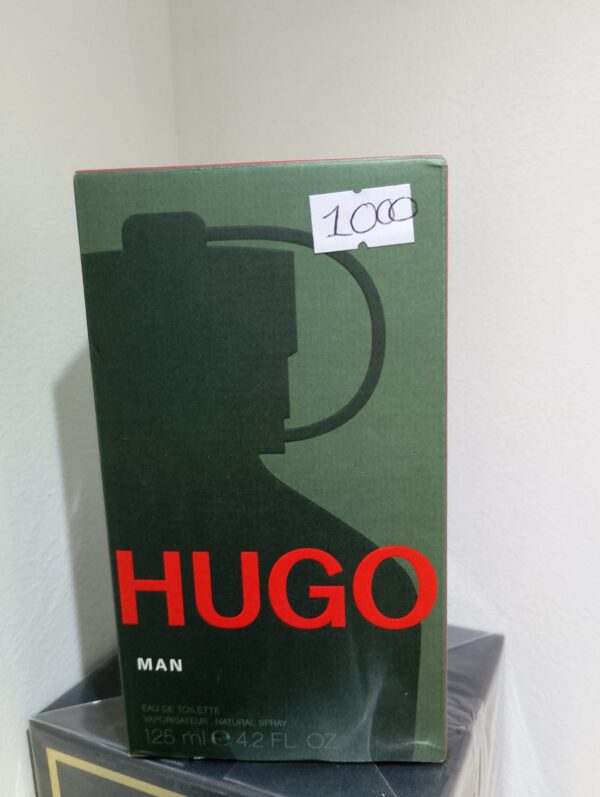 1000
HUGO
MAN
EAU DE TOILETTE
VAPORISATEUR NATURAL SPRAY
125 ml ℮ 4.2 FL. OZ.